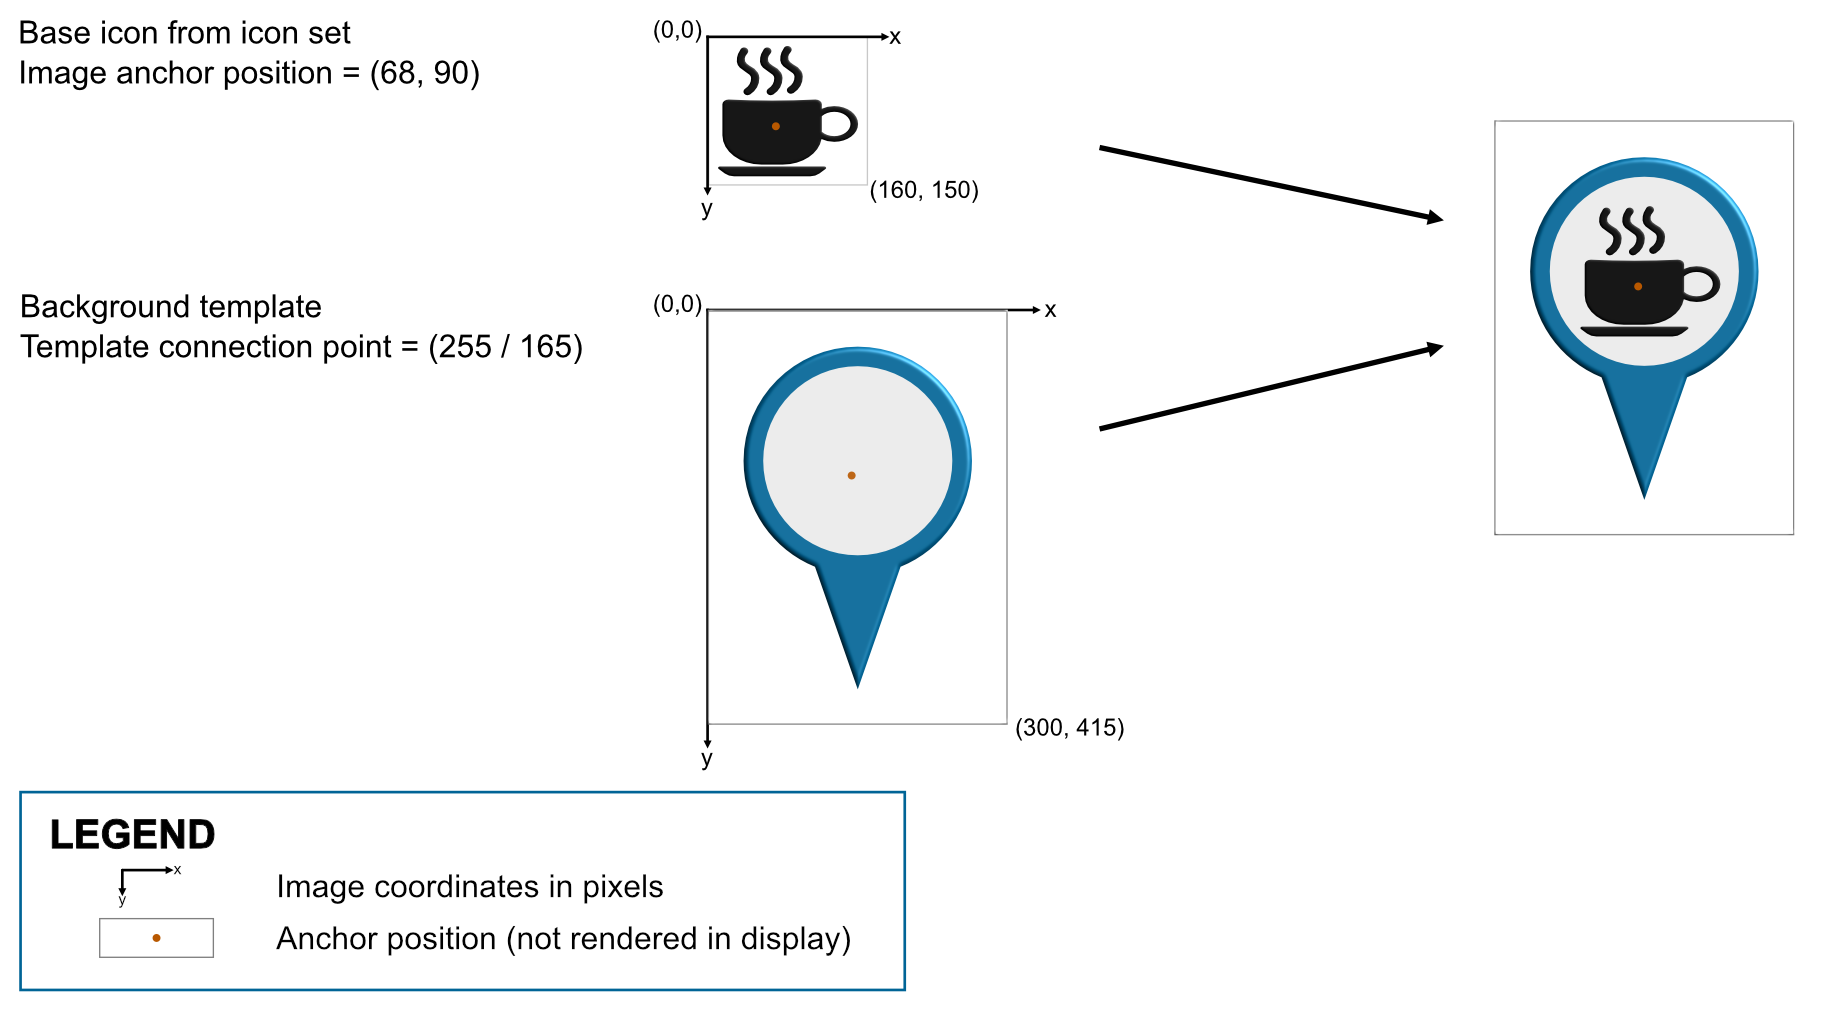 Base icon from icon set
Image anchor position = (68, 90)
(0,0)
x
y
(160, 150)
Background template
Template connection point = (255 / 165)
(0,0)
x
y
(300, 415)
LEGEND
x
y
Image coordinates in pixels
Anchor position (not rendered in display)